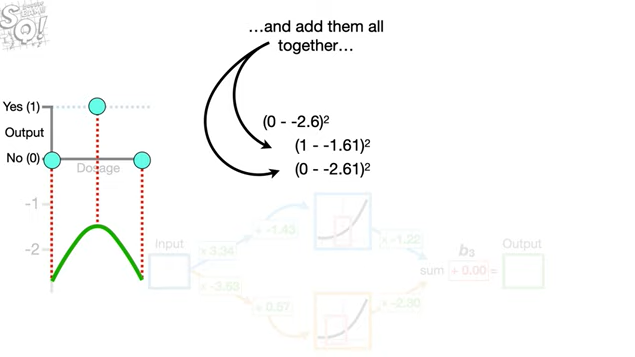 SQ!
...and add them all
together...
Yes (1)
Output
No (0)
Dosage
-1
-2
(0 - -2.6)²
(1 - -1.61)²
(0 - -2.61)²
Input
x 3.34
+ -1.43
x -1.22
x -3.53
+ 0.57
x -2.30
sum
b₃
+ 0.00
=
Output